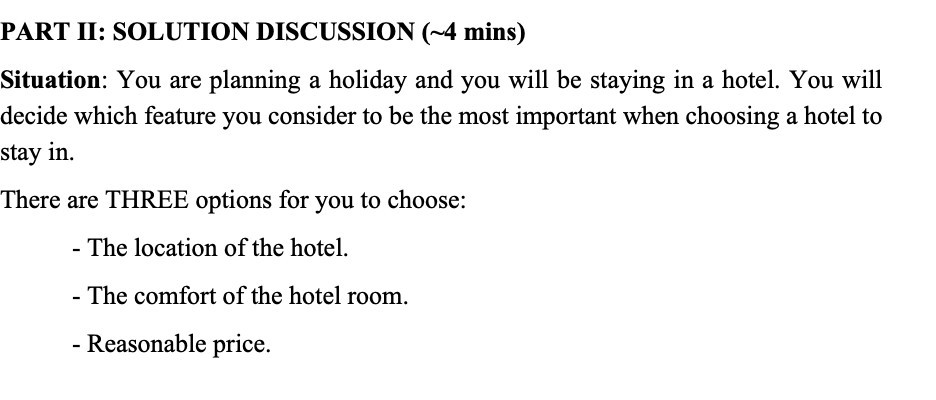 PART II: SOLUTION DISCUSSION (~4 mins)
Situation: You are planning a holiday and you will be staying in a hotel. You will
decide which feature you consider to be the most important when choosing a hotel to
stay in.
There are THREE options for you to choose:
- The location of the hotel.
- The comfort of the hotel room.
- Reasonable price.